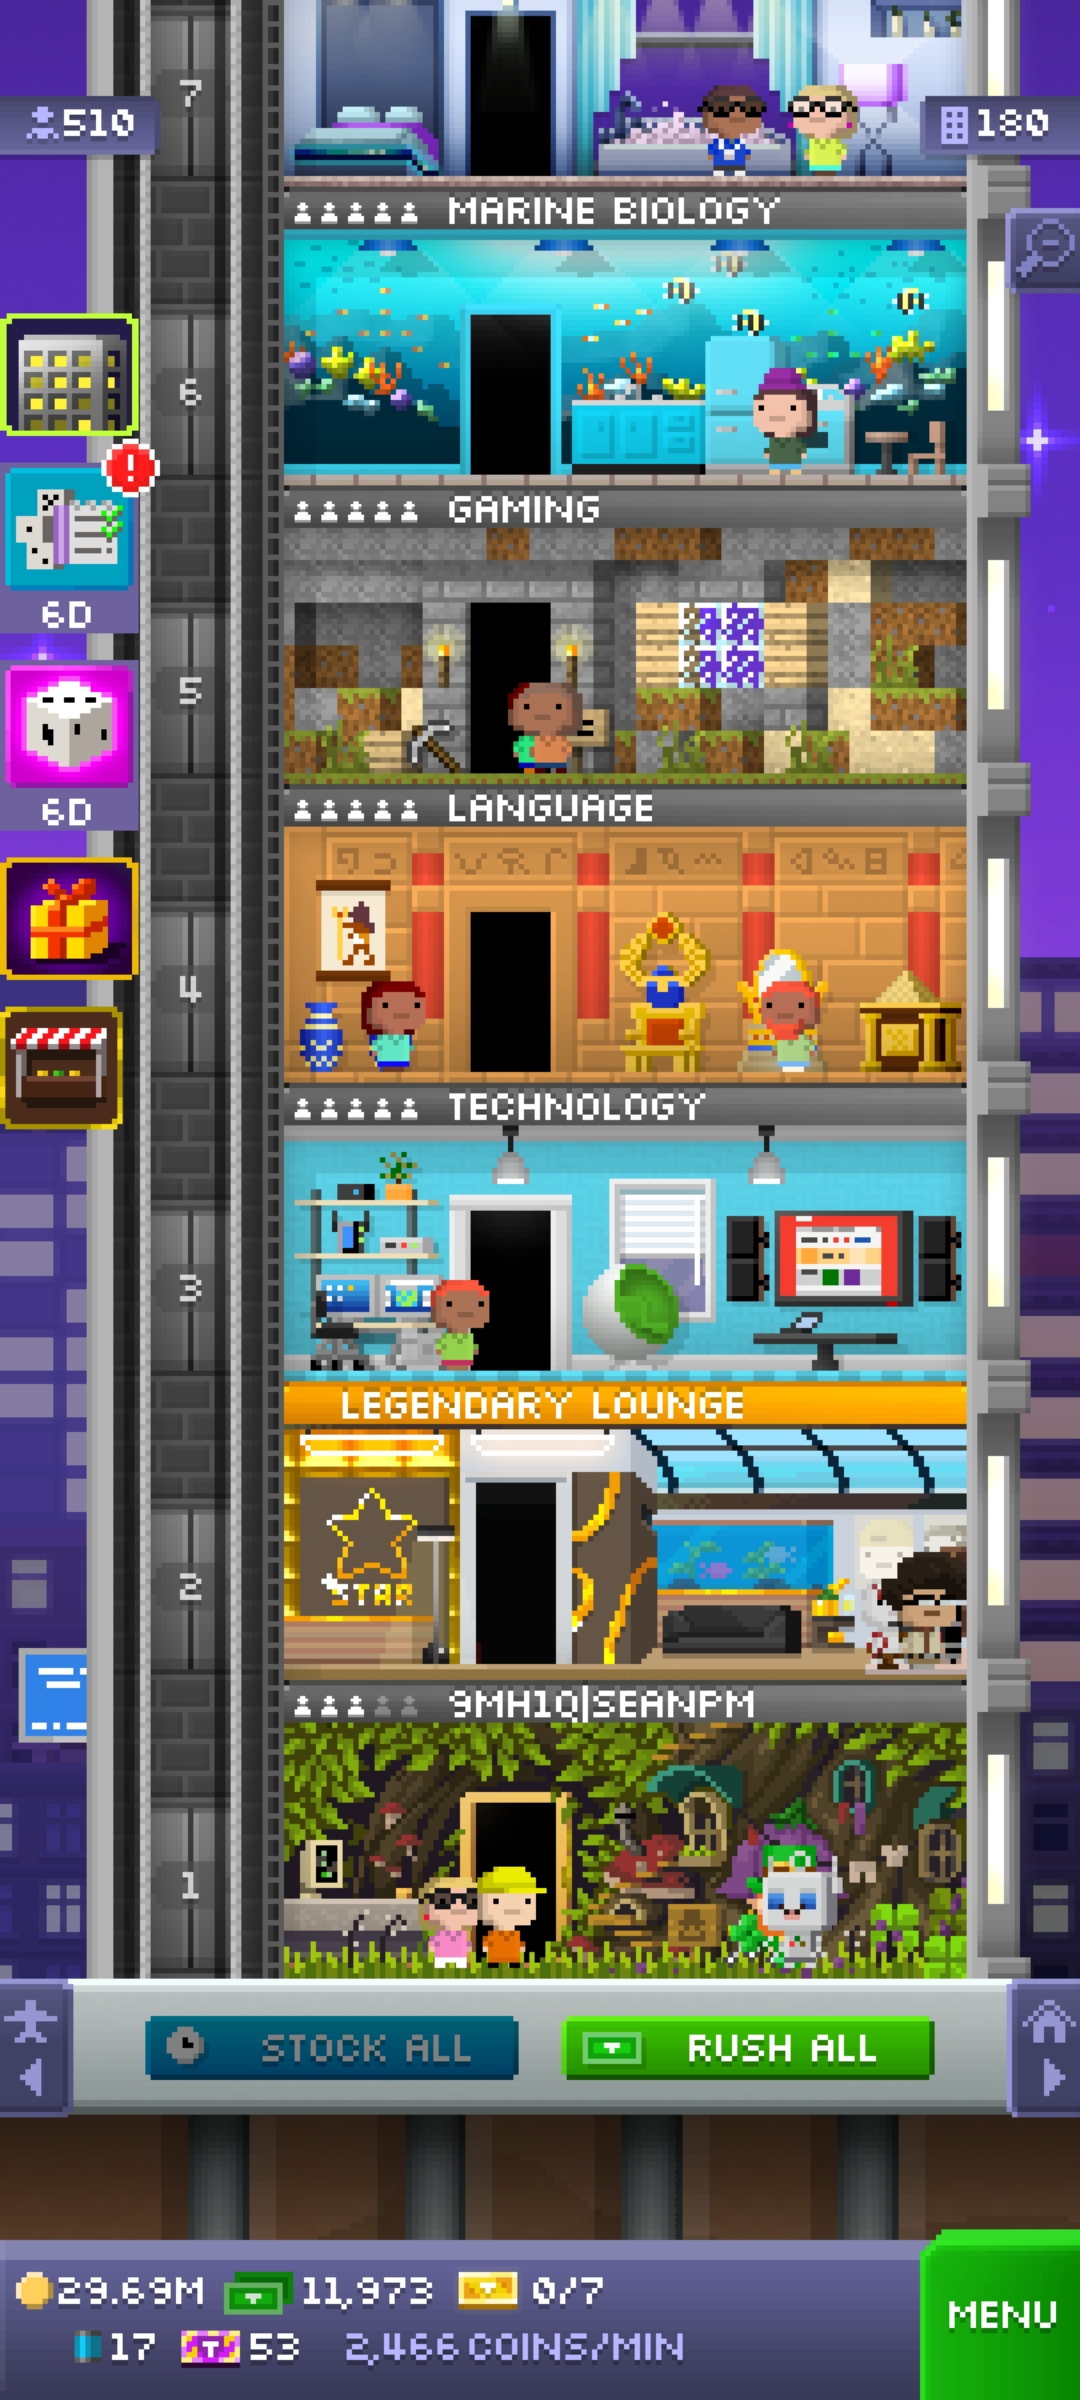 7
510
180
MARINE BIOLOGY
6
GAMING
6D
5
6D
LANGUAGE
4
TECHNOLOGY
3
LEGENDARY LOUNGE
STAR
2
9MH1Q|SEANPM
1
STOCK ALL
RUSH ALL
29.69M 11,973 0/7
MENU
17 53 2,466 COINS/MIN